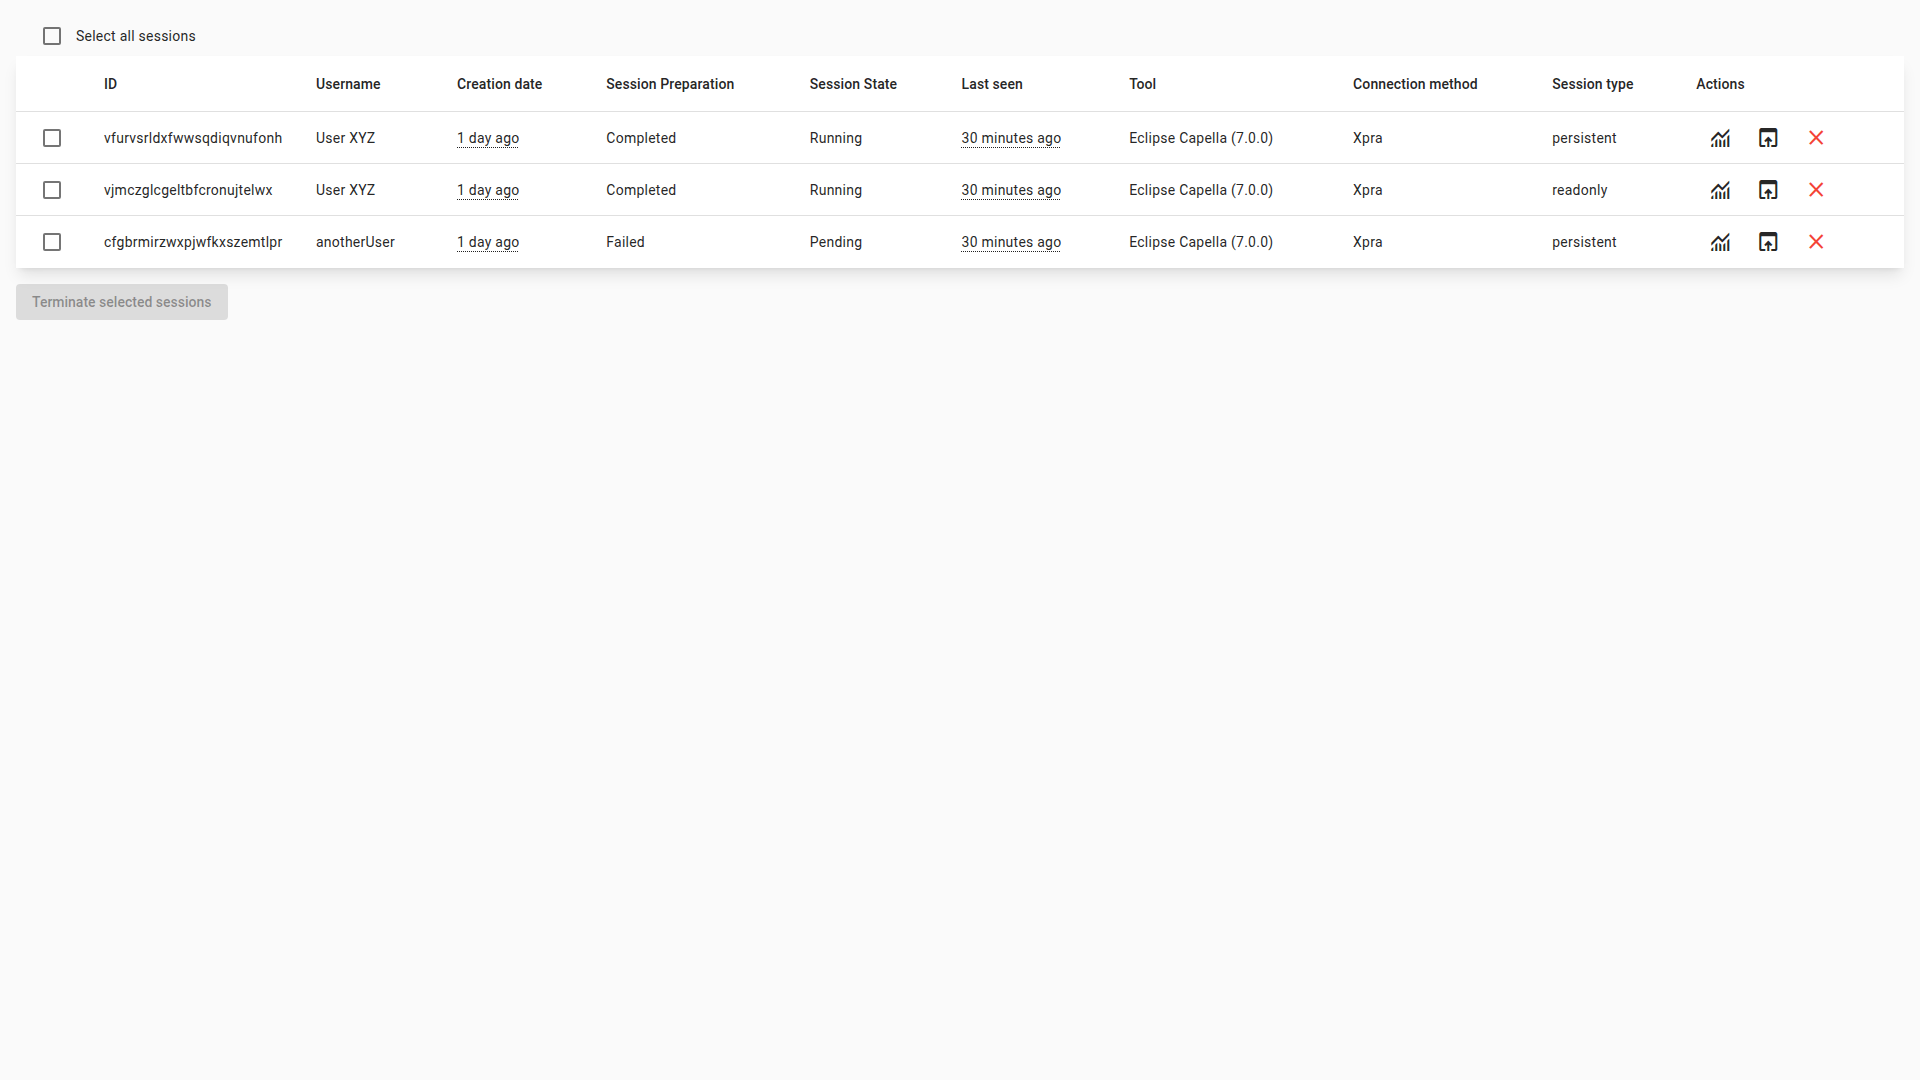 Select all sessions
ID Username Creation date Session Preparation Session State Last seen Tool Connection method Session type Actions
vfurvsrldxfwwsqdiqvnufonh User XYZ 1 day ago Completed Running 30 minutes ago Eclipse Capella (7.0.0) Xpra persistent
vjmczglcgeltbfcronujtelwx User XYZ 1 day ago Completed Running 30 minutes ago Eclipse Capella (7.0.0) Xpra readonly
cfgbrmirzwxpjwfkxszemtlpr anotherUser 1 day ago Failed Pending 30 minutes ago Eclipse Capella (7.0.0) Xpra persistent
Terminate selected sessions